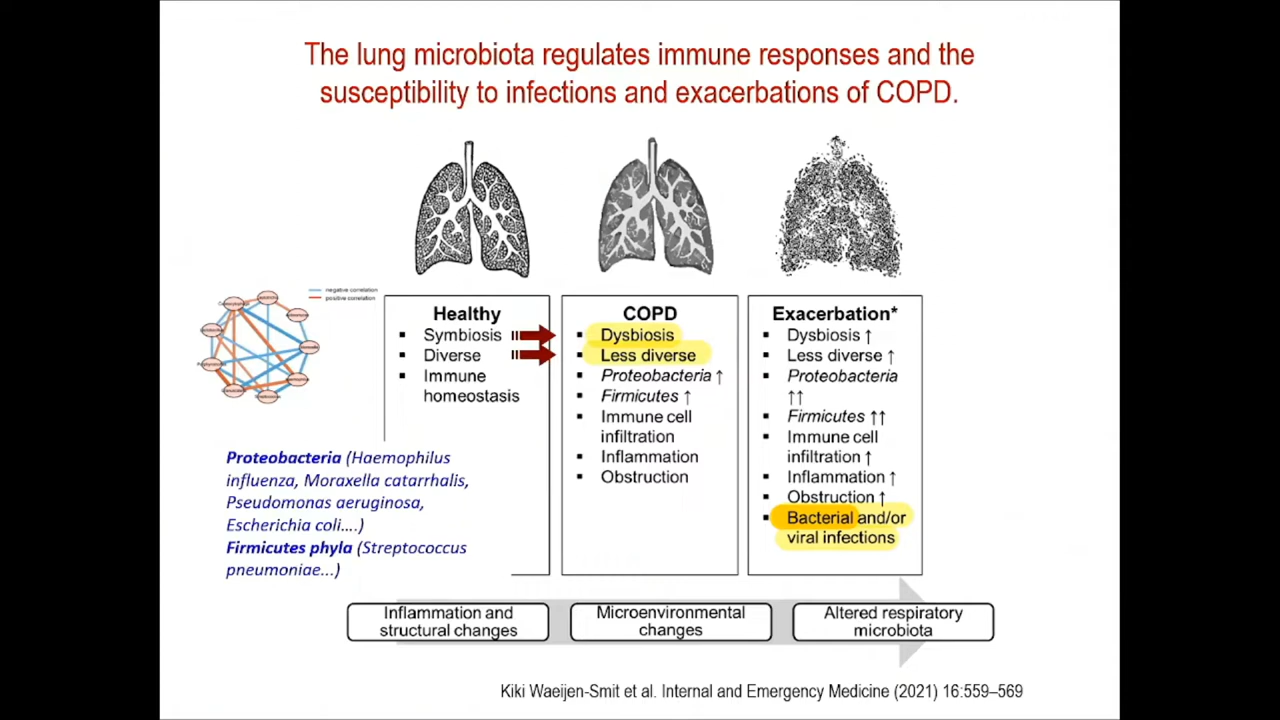 The lung microbiota regulates immune responses and the
susceptibility to infections and exacerbations of COPD.
negative correlation
positive correlation
Healthy
▪ Symbiosis
▪ Diverse
▪ Immune
homeostasis
COPD
▪ Dysbiosis
▪ Less diverse
▪ Proteobacteria ↑
▪ Firmicutes ↑
▪ Immune cell
infiltration
▪ Inflammation
▪ Obstruction
Exacerbation*
▪ Dysbiosis ↑
▪ Less diverse ↑
▪ Proteobacteria
↑↑
▪ Firmicutes ↑↑
▪ Immune cell
infiltration ↑
▪ Inflammation ↑
▪ Obstruction ↑
▪ Bacterial and/or
viral infections
Proteobacteria (Haemophilus
influenza, Moraxella catarrhalis,
Pseudomonas aeruginosa,
Escherichia coli....)
Firmicutes phyla (Streptococcus
pneumoniae...)
Inflammation and
structural changes
Microenvironmental
changes
Altered respiratory
microbiota
Kiki Waeijen-Smit et al. Internal and Emergency Medicine (2021) 16:559–569